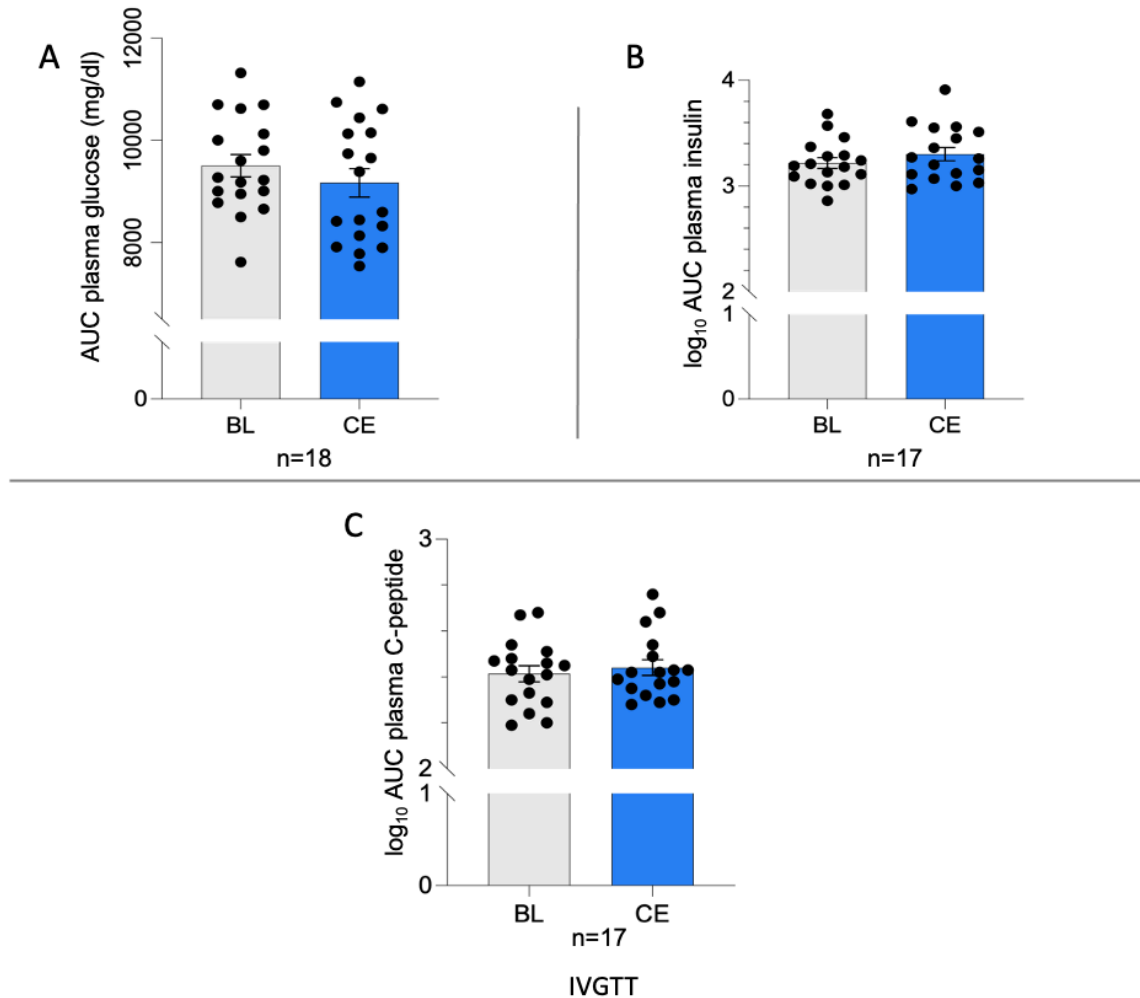 A
AUC plasma glucose (mg/dl)
12000
10000
8000
0
BL CE
n=18
B
log₁₀ AUC plasma insulin
4
3
2
1
0
BL CE
n=17
C
log₁₀ AUC plasma C-peptide
3
2
1
0
BL CE
n=17
IVGTT